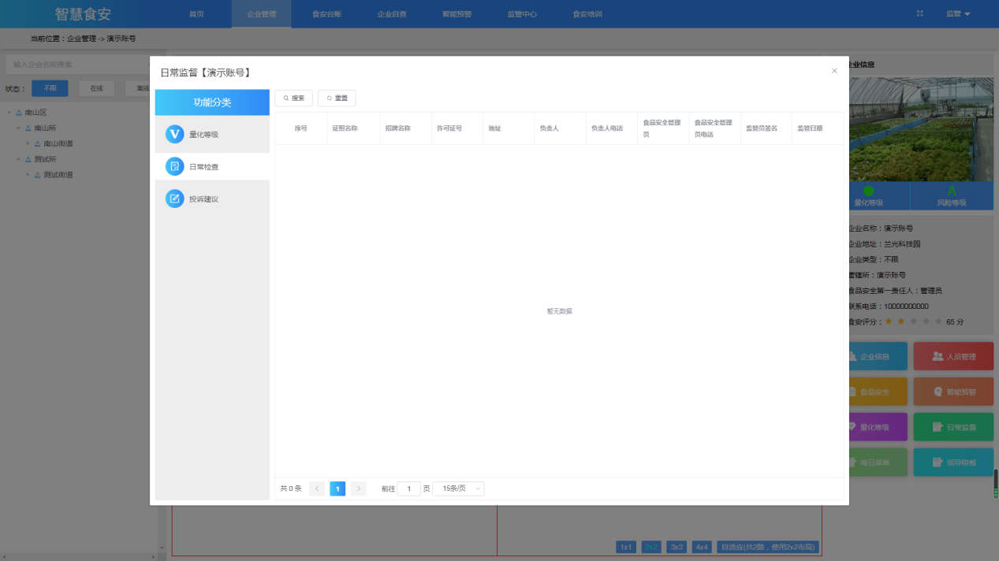 智慧食安
首页
企业管理
食安台账
企业自查
智能预警
监管中心
食安培训
监管
当前位置：企业管理 -> 演示账号
输入企业名称搜索
状态：
不限
在线
离线
南山区
南山所
南山街道
测试所
测试街道
日常监督【演示账号】
功能分类
量化等级
日常检查
投诉建议
搜索
重置
序号
证照名称
招牌名称
许可证号
地址
负责人
负责人电话
食品安全管理
员
食品安全管理
员电话
监管员签名
监管日期
暂无数据
共 0 条
1
前往 1 页
15条/页
企业信息
量化等级
A
风险等级
企业名称：演示账号
企业地址：兰光科技园
企业类型：不限
管辖所：演示账号
食品安全第一责任人：管理员
联系电话：10000000000
食安评分：
65 分
企业信息
人员管理
食品安全
智能预警
量化等级
日常监督
每日菜单
领导陪餐
1x1
2x2
3x3
4x4
自适应(共2路，使用2x2布局)